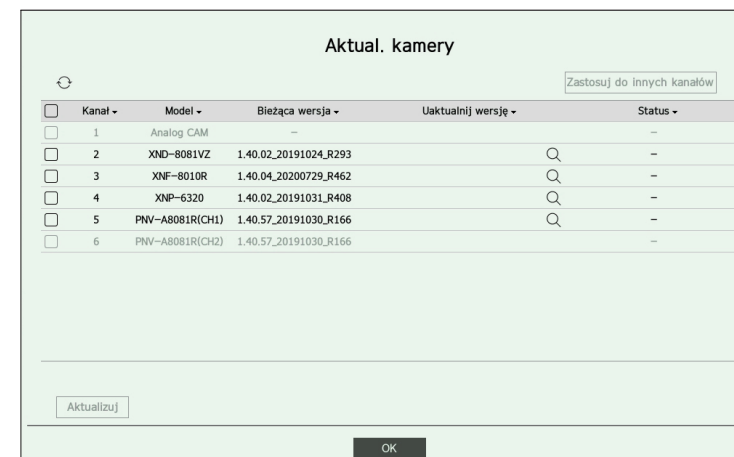 Aktual. kamery
Zastosuj do innych kanałów
Kanał Model Bieżąca wersja Uaktualnij wersję Status
1 Analog CAM – –
2 XND-8081VZ 1.40.02_20191024_R293 –
3 XNF-8010R 1.40.04_20200729_R462 –
4 XNP-6320 1.40.02_20191031_R408 –
5 PNV-A8081R(CH1) 1.40.57_20191030_R166 –
6 PNV-A8081R(CH2) 1.40.57_20191030_R166 –
Aktualizuj
OK